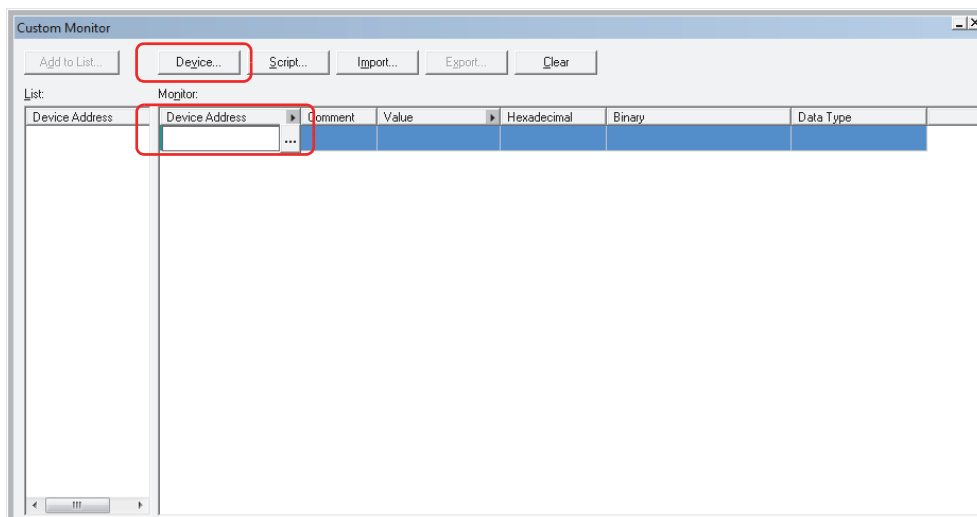 Custom Monitor
Add to List... Device... Script... Import... Export... Clear
List: Monitor:
Device Address Device Address Comment Value Hexadecimal Binary Data Type
...